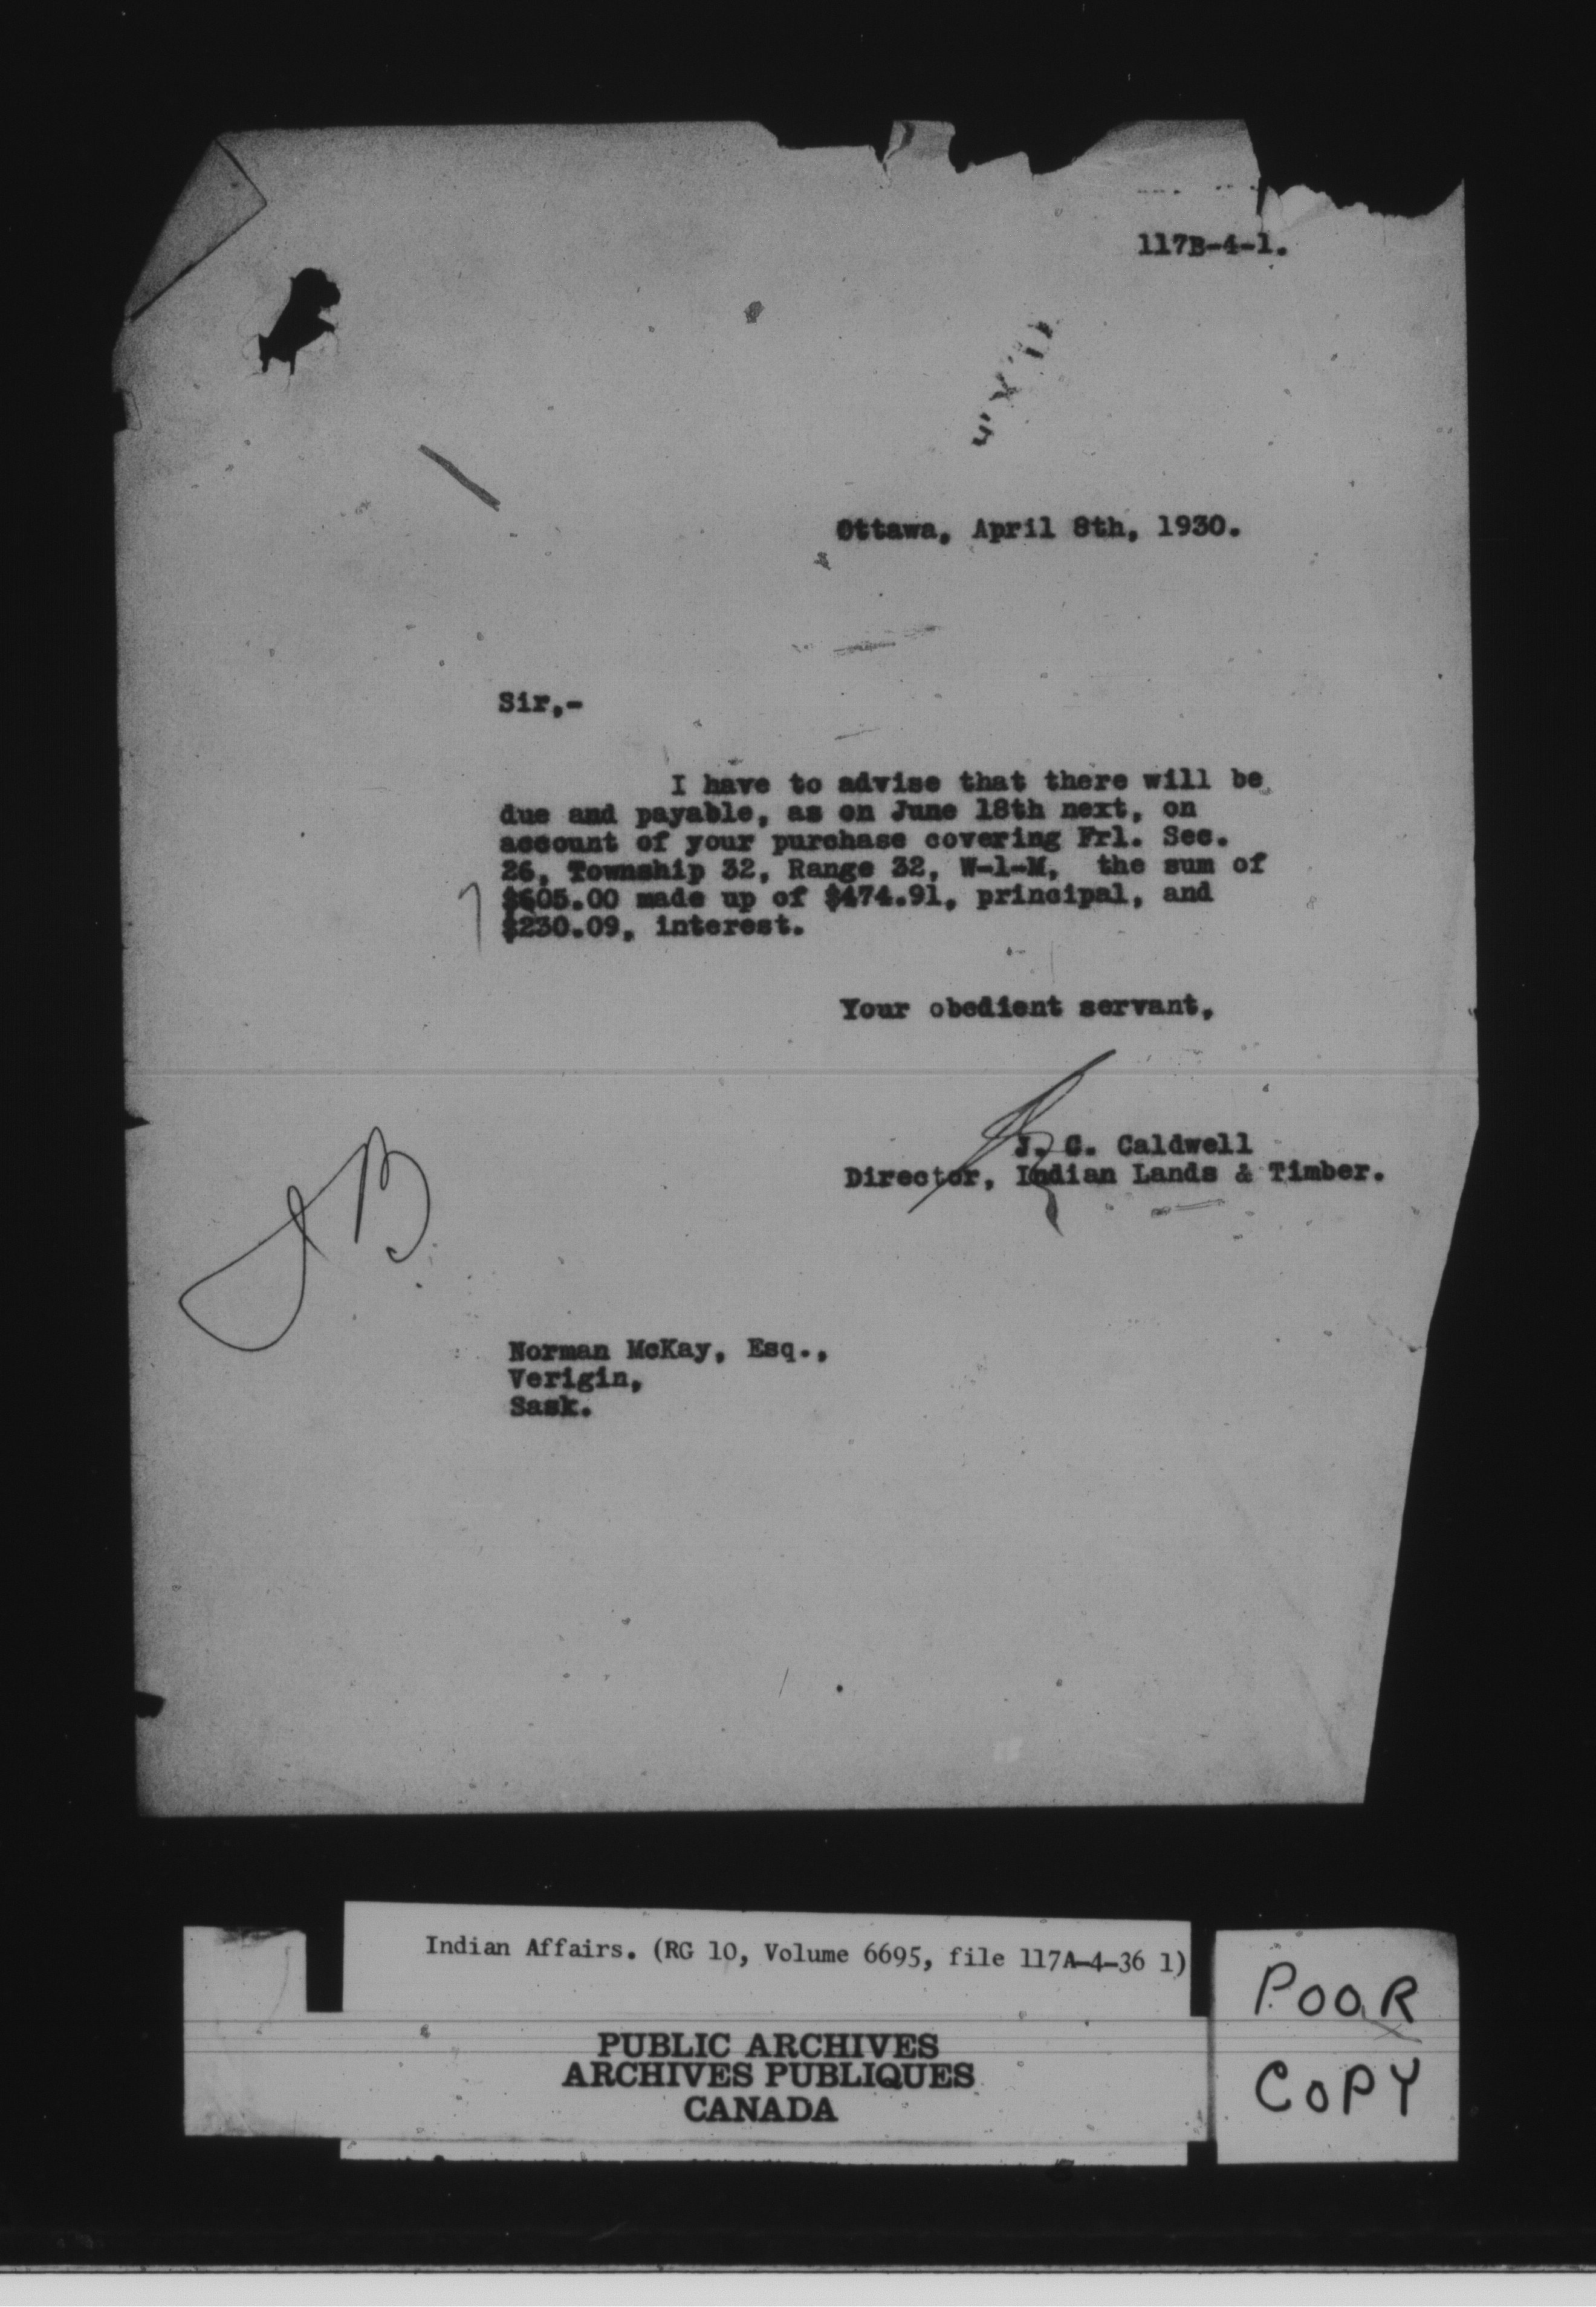 117B-4-1.
Ottawa, April 8th, 1930.
Sir,-
I have to advise that there will be
due and payable, as on June 18th next, on
account of your purchase covering Frl. Sec.
26, Township 32, Range 32, W-1-M, the sum of
$605.00 made up of $474.91, principal, and
$230.09, interest.
Your obedient servant,
J. C. Caldwell
Director, Indian Lands & Timber.
JB
Norman McKay, Esq.,
Verigin,
Sask.
Indian Affairs. (RG 10, Volume 6695, file 117A-4-36 1)
PUBLIC ARCHIVES
ARCHIVES PUBLIQUES
CANADA
POOR
COPY